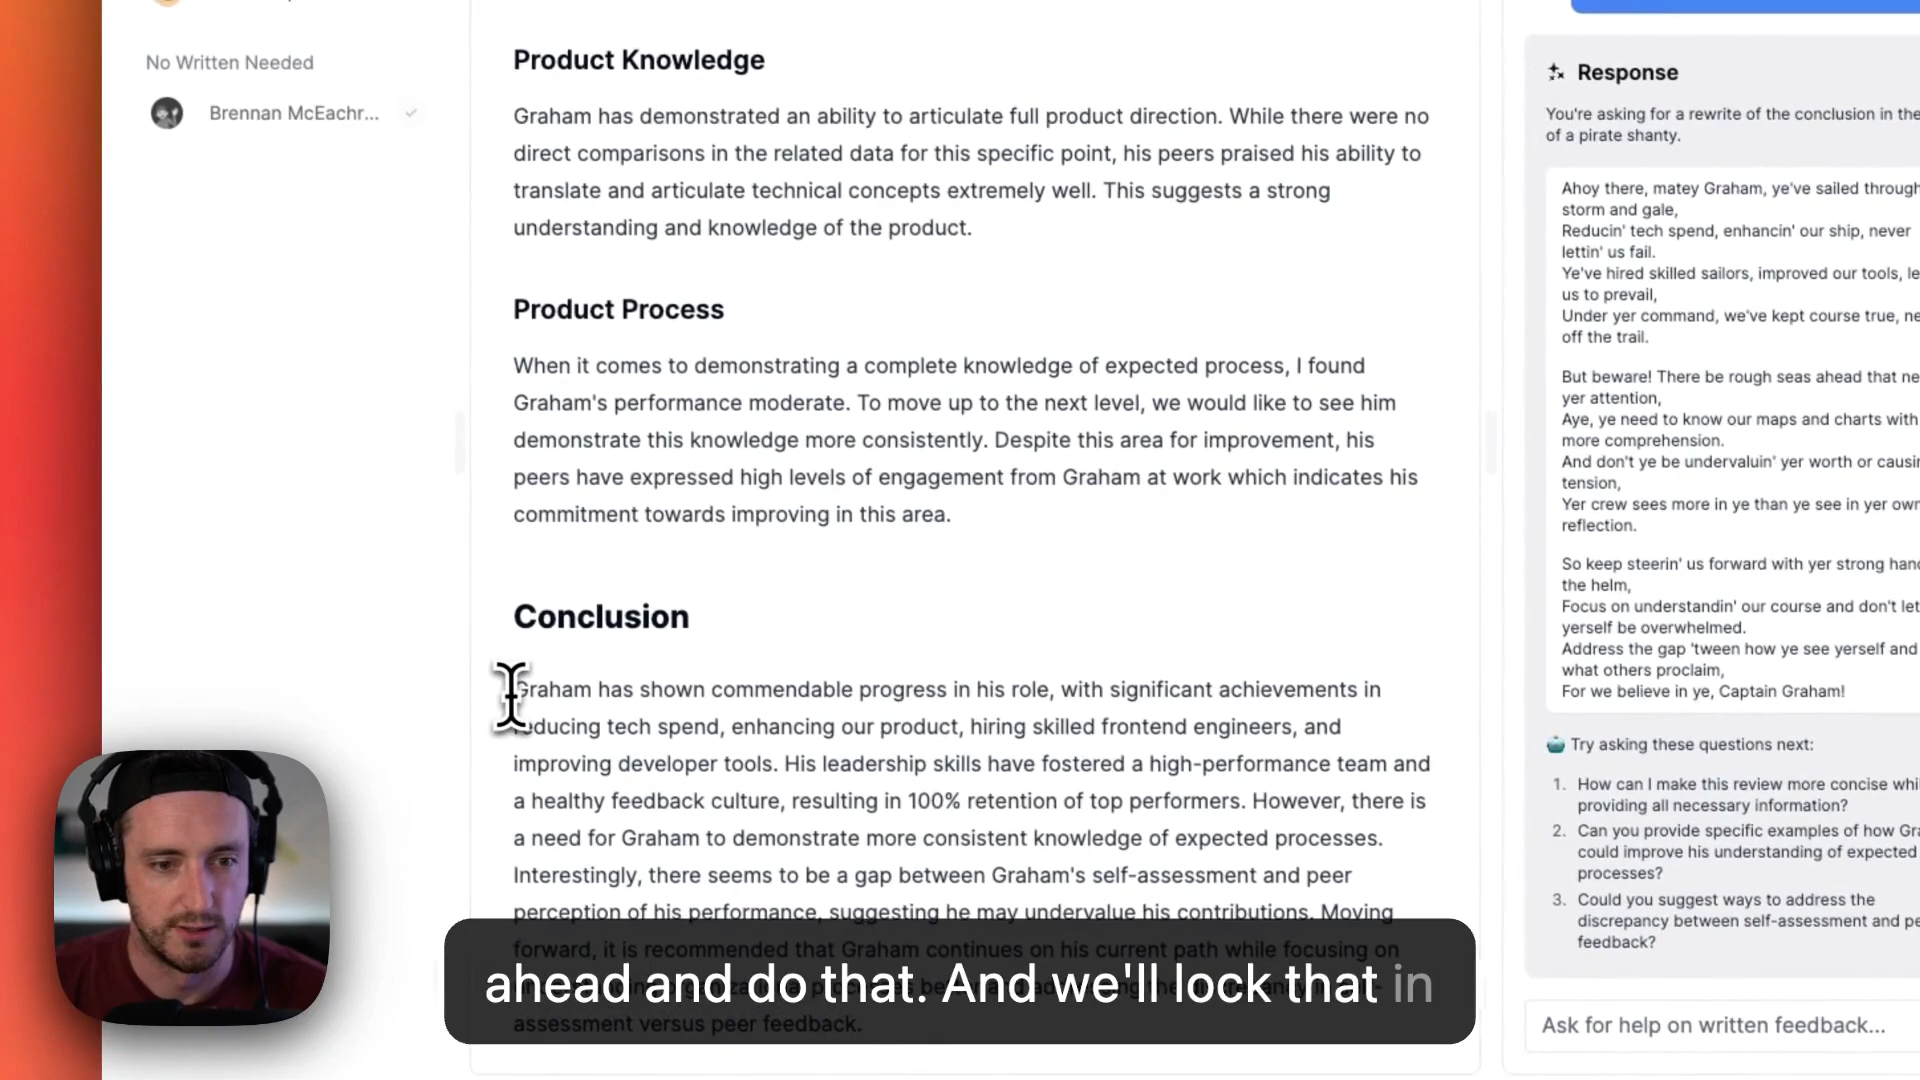 No Written Needed
Brennan McEachr...
Product Knowledge
Graham has demonstrated an ability to articulate full product direction. While there were no
direct comparisons in the related data for this specific point, his peers praised his ability to
translate and articulate technical concepts extremely well. This suggests a strong
understanding and knowledge of the product.
Product Process
When it comes to demonstrating a complete knowledge of expected process, I found
Graham's performance moderate. To move up to the next level, we would like to see him
demonstrate this knowledge more consistently. Despite this area for improvement, his
peers have expressed high levels of engagement from Graham at work which indicates his
commitment towards improving in this area.
Conclusion
Graham has shown commendable progress in his role, with significant achievements in
reducing tech spend, enhancing our product, hiring skilled frontend engineers, and
improving developer tools. His leadership skills have fostered a high-performance team and
a healthy feedback culture, resulting in 100% retention of top performers. However, there is
a need for Graham to demonstrate more consistent knowledge of expected processes.
Interestingly, there seems to be a gap between Graham's self-assessment and peer
perception of his performance, suggesting he may undervalue his contributions. Moving
forward, it is recommended that Graham continues on his current path while focusing on
assessment versus peer feedback.
ahead and do that. And we'll lock that in
Response
You're asking for a rewrite of the conclusion in the
of a pirate shanty.
Ahoy there, matey Graham, ye've sailed through
storm and gale,
Reducin' tech spend, enhancin' our ship, never
lettin' us fail.
Ye've hired skilled sailors, improved our tools, le
us to prevail,
Under yer command, we've kept course true, ne
off the trail.
But beware! There be rough seas ahead that ne
yer attention,
Aye, ye need to know our maps and charts with
more comprehension.
And don't ye be undervaluin' yer worth or causin
tension,
Yer crew sees more in ye than ye see in yer own
reflection.
So keep steerin' us forward with yer strong hand
the helm,
Focus on understandin' our course and don't let
yerself be overwhelmed.
Address the gap 'tween how ye see yerself and
what others proclaim,
For we believe in ye, Captain Graham!
Try asking these questions next:
1. How can I make this review more concise whi
providing all necessary information?
2. Can you provide specific examples of how Gra
could improve his understanding of expected
processes?
3. Could you suggest ways to address the
discrepancy between self-assessment and pe
feedback?
Ask for help on written feedback...